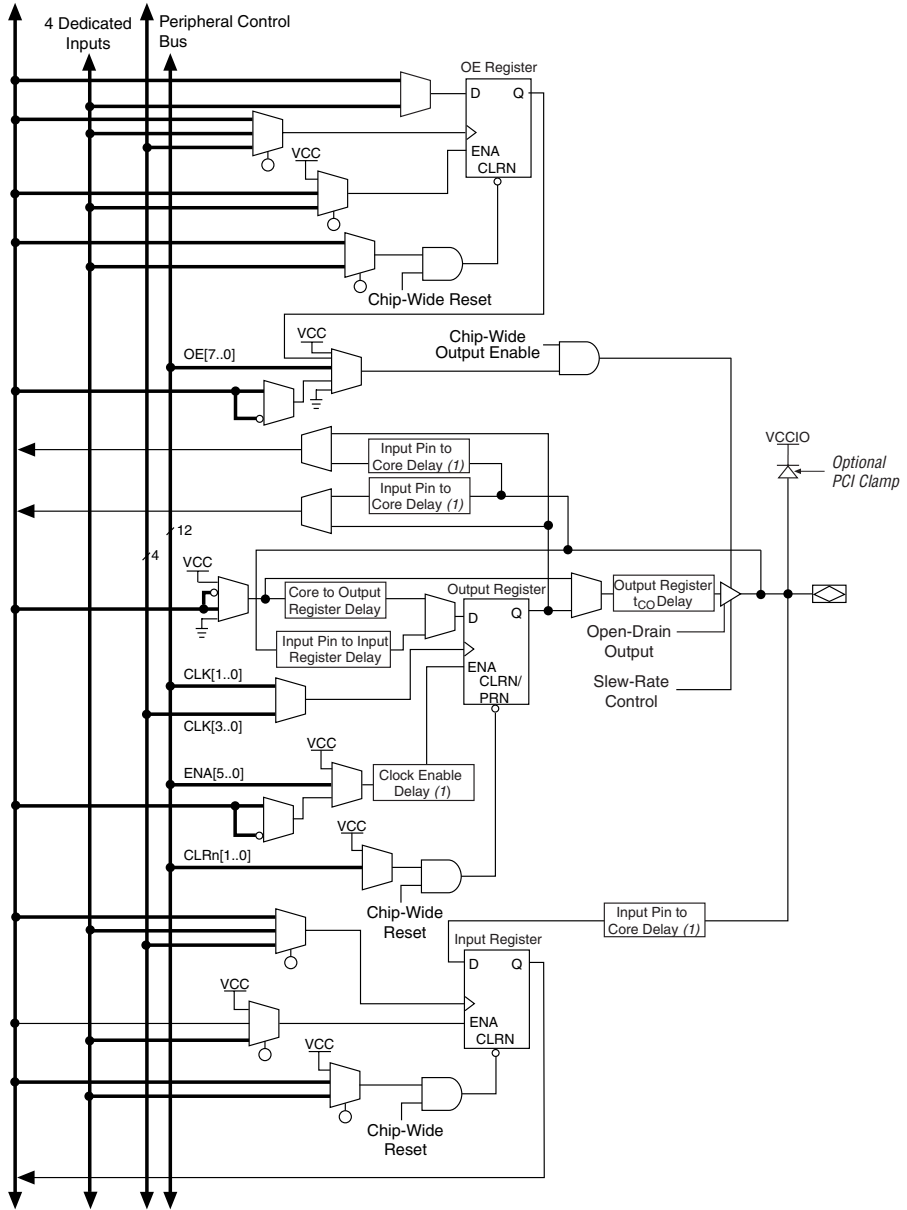 4 Dedicated
Inputs
Peripheral Control
Bus
OE Register
D Q
ENA
CLRN
VCC
Chip-Wide Reset
VCC
OE[7..0]
Chip-Wide
Output Enable
Input Pin to
Core Delay (1)
Input Pin to
Core Delay (1)
VCCIO
Optional
PCI Clamp
12
4
VCC
Core to Output
Register Delay
Input Pin to Input
Register Delay
Output Register
D Q
ENA
CLRN/
PRN
Output Register
tCO Delay
Open-Drain
Output
Slew-Rate
Control
CLK[1..0]
CLK[3..0]
VCC
ENA[5..0]
Clock Enable
Delay (1)
VCC
CLRn[1..0]
Chip-Wide
Reset
Input Pin to
Core Delay (1)
Input Register
D Q
ENA
CLRN
VCC
VCC
Chip-Wide
Reset